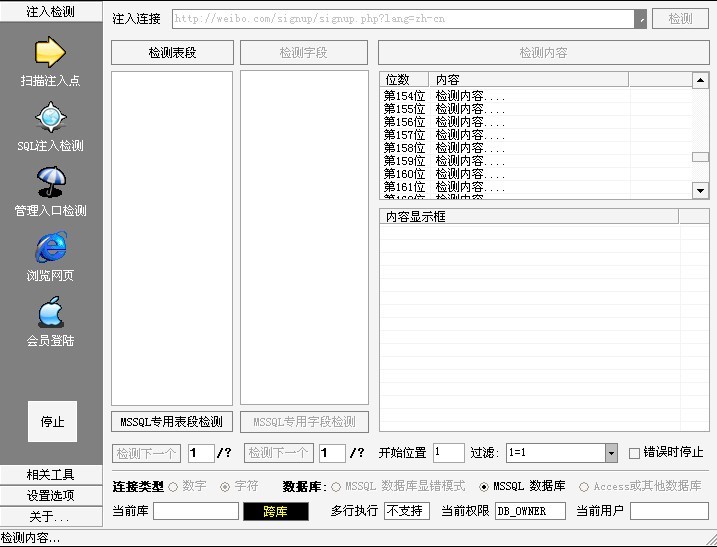 注入检测
注入连接 http://weibo.com/signup/signup.php?lang=zh-cn 检测
扫描注入点
SQL注入检测
管理入口检测
浏览网页
会员登陆
停止
相关工具
设置选项
关于...
检测表段 检测字段 检测内容
位数 内容
第154位 检测内容....
第155位 检测内容....
第156位 检测内容....
第157位 检测内容....
第158位 检测内容....
第159位 检测内容....
第160位 检测内容....
第161位 检测内容....
内容显示框
MSSQL专用表段检测 MSSQL专用字段检测
检测下一个 1 /? 检测下一个 1 /? 开始位置 1 过滤: 1=1 错误时停止
连接类型 数字 字符 数据库: MSSQL 数据库显错模式 MSSQL 数据库 Access或其他数据库
当前库 跨库 多行执行 不支持 当前权限 DB_OWNER 当前用户
检测内容...